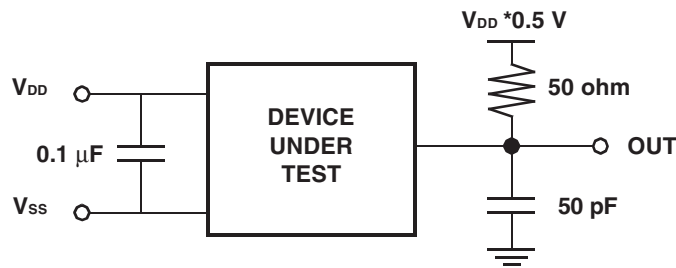 VDD *0.5 V
VDD
50 ohm
DEVICE
UNDER
TEST
0.1 μF
OUT
VSS
50 pF